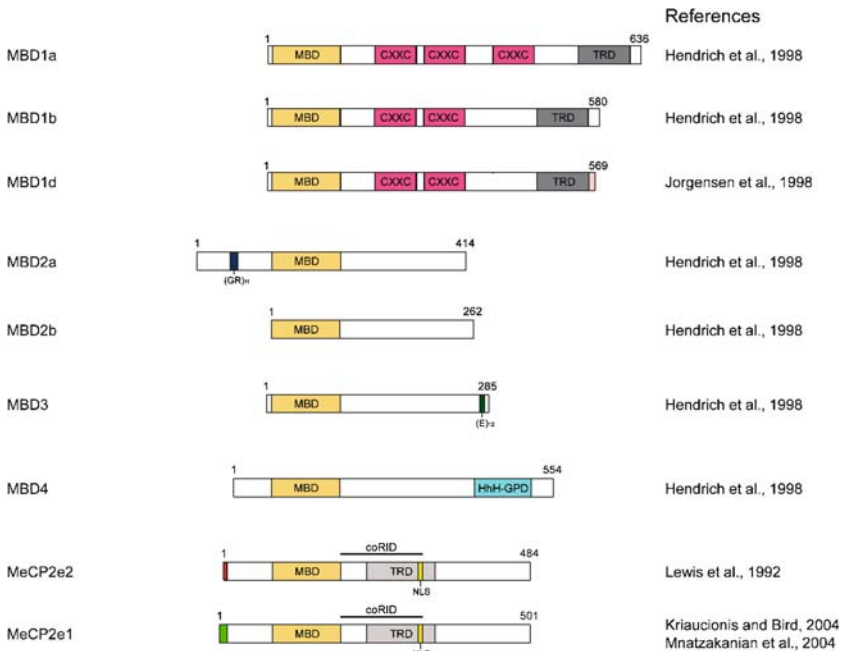 References
1 636
MBD1a MBD CXXC CXXC CXXC TRD Hendrich et al., 1998
1 580
MBD1b MBD CXXC CXXC TRD Hendrich et al., 1998
1 569
MBD1d MBD CXXC CXXC TRD Jorgensen et al., 1998
1 414
MBD2a MBD Hendrich et al., 1998
(GR)
1 262
MBD2b MBD Hendrich et al., 1998
1 285
MBD3 MBD Hendrich et al., 1998
(E)
1 554
MBD4 MBD HhH-GPD Hendrich et al., 1998
coRID
1 484
MeCP2e2 MBD TRD Lewis et al., 1992
NLS
coRID
1 501
MeCP2e1 MBD TRD Kriaucionis and Bird, 2004
Mnatzakanian et al., 2004